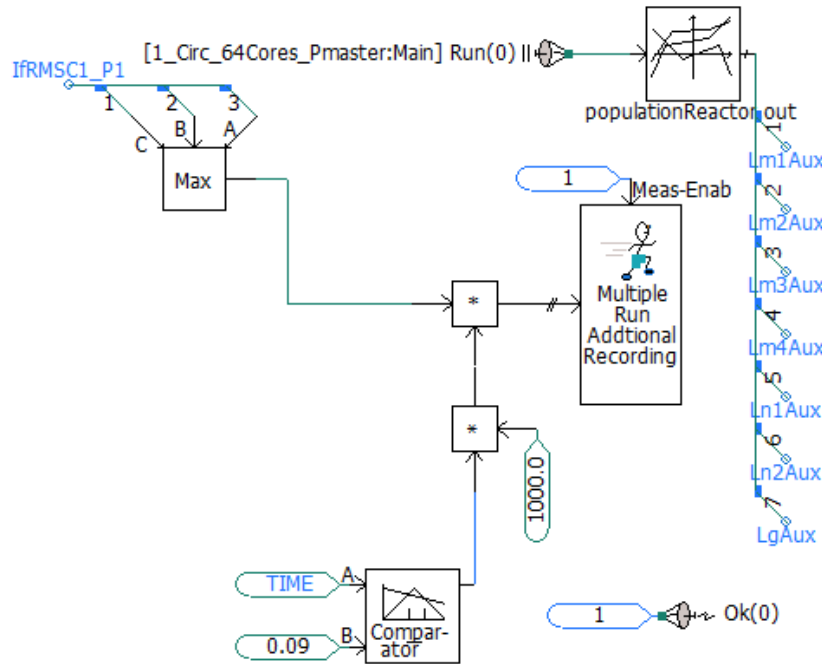 [1_Circ_64Cores_Pmaster:Main] Run(0)
IfRMSC1_P1
1
2
3
C
B
A
Max
populationReactor out
1
Lm1Aux
2
Lm2Aux
3
Lm3Aux
4
Lm4Aux
5
Ln1Aux
6
Ln2Aux
7
LgAux
1
Meas-Enab
Multiple
Run
Addtional
Recording
*
*
1000.0
TIME
A
0.09
B
Compar-
ator
1
Ok(0)